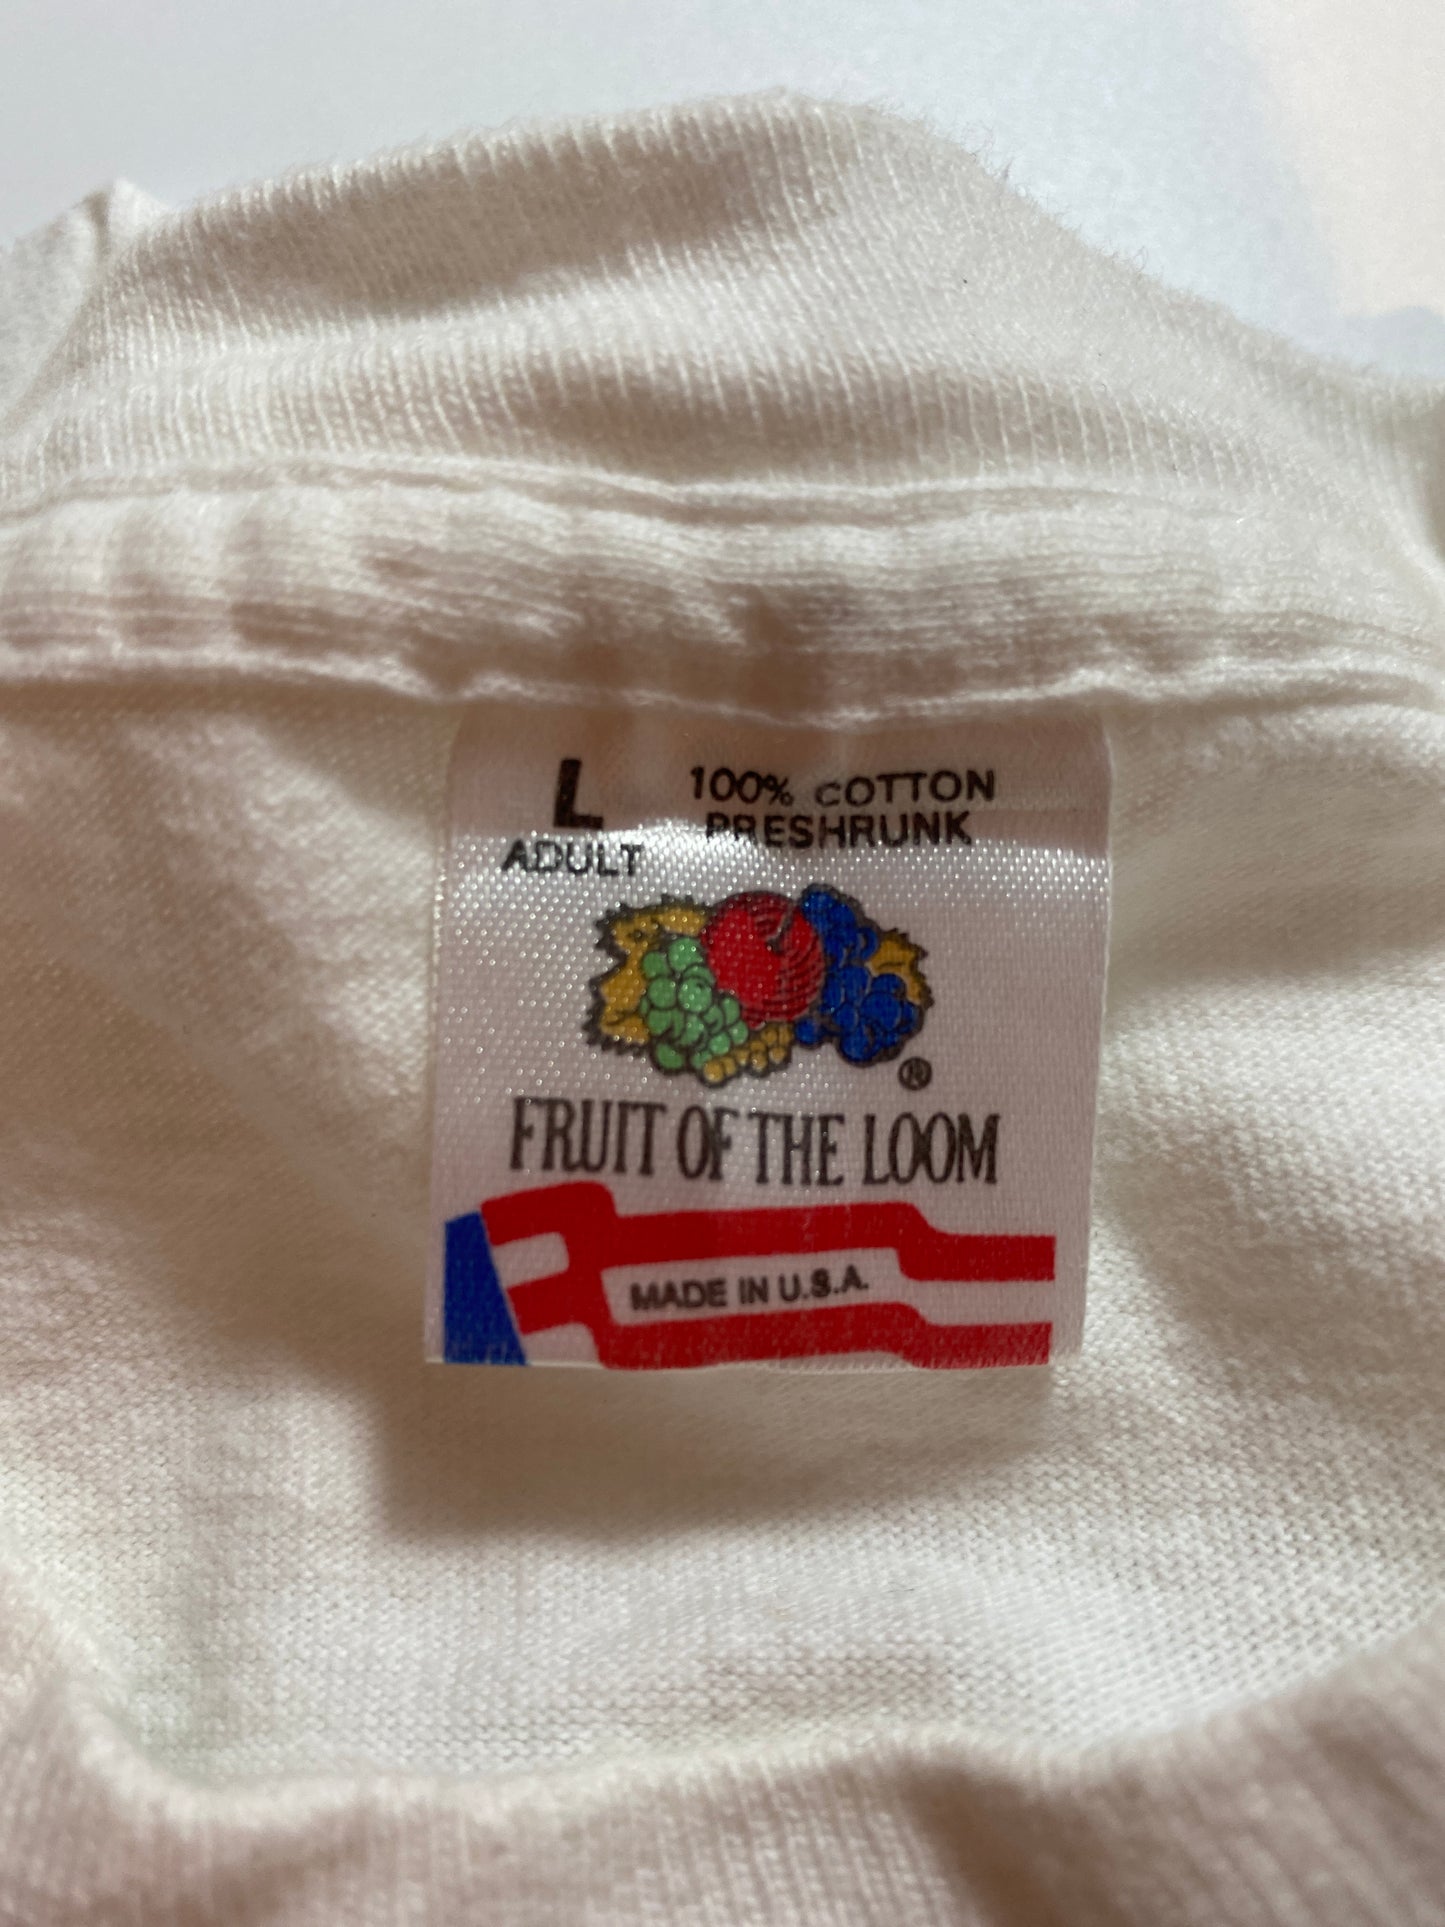 L
ADULT
100% COTTON
PRESHRUNK
®
FRUIT OF THE LOOM
MADE IN U.S.A.